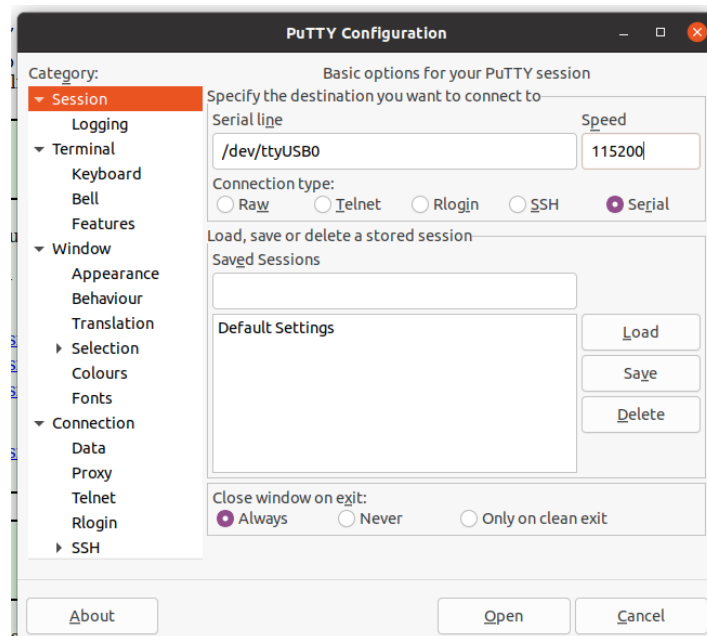 PuTTY Configuration
Category:
Session
Logging
Terminal
Keyboard
Bell
Features
Window
Appearance
Behaviour
Translation
Selection
Colours
Fonts
Connection
Data
Proxy
Telnet
Rlogin
SSH
Basic options for your PuTTY session
Specify the destination you want to connect to
Serial line
Speed
/dev/ttyUSB0
115200
Connection type:
Raw
Telnet
Rlogin
SSH
Serial
Load, save or delete a stored session
Saved Sessions
Default Settings
Load
Save
Delete
Close window on exit:
Always
Never
Only on clean exit
About
Open
Cancel